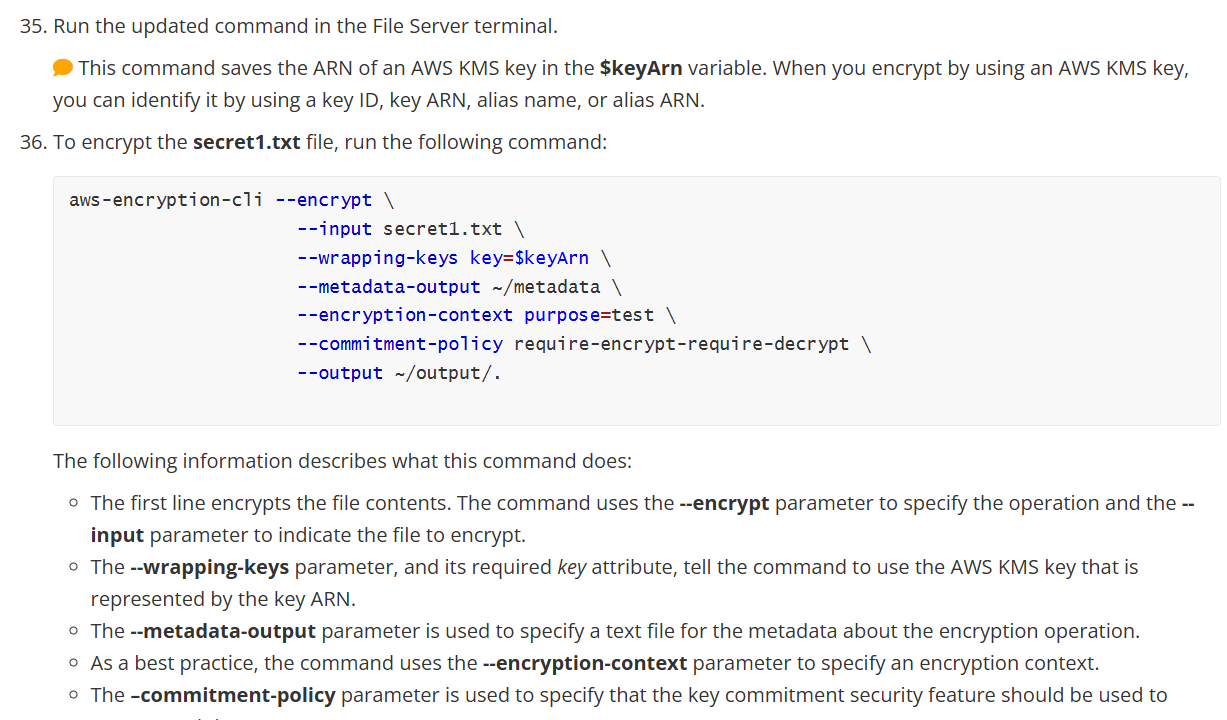 35. Run the updated command in the File Server terminal.
This command saves the ARN of an AWS KMS key in the $keyArn variable. When you encrypt by using an AWS KMS key,
you can identify it by using a key ID, key ARN, alias name, or alias ARN.
36. To encrypt the secret1.txt file, run the following command:
aws-encryption-cli --encrypt \
--input secret1.txt \
--wrapping-keys key=$keyArn \
--metadata-output ~/metadata \
--encryption-context purpose=test \
--commitment-policy require-encrypt-require-decrypt \
--output ~/output/.
The following information describes what this command does:
The first line encrypts the file contents. The command uses the --encrypt parameter to specify the operation and the --
input parameter to indicate the file to encrypt.
The --wrapping-keys parameter, and its required key attribute, tell the command to use the AWS KMS key that is
represented by the key ARN.
The --metadata-output parameter is used to specify a text file for the metadata about the encryption operation.
As a best practice, the command uses the --encryption-context parameter to specify an encryption context.
The –commitment-policy parameter is used to specify that the key commitment security feature should be used to